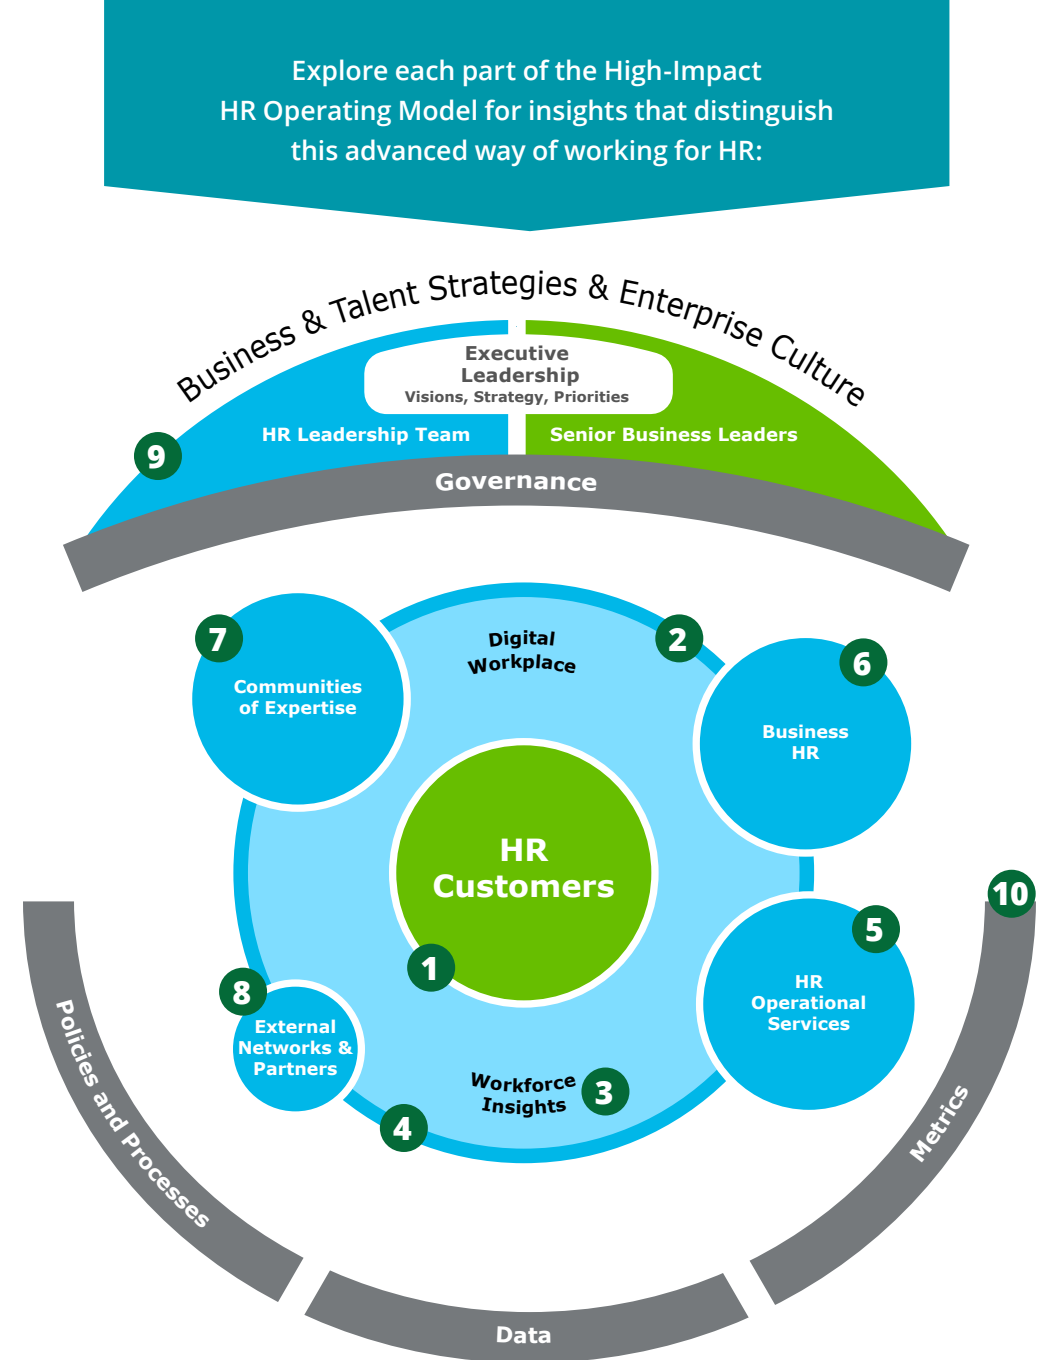 Explore each part of the High-Impact
HR Operating Model for insights that distinguish
this advanced way of working for HR:
Business & Talent Strategies & Enterprise Culture
Executive
Leadership
Visions, Strategy, Priorities
HR Leadership Team
Senior Business Leaders
9
Governance
7
Communities
of Expertise
Digital
Workplace
2
6
Business
HR
HR
Customers
1
10
5
HR
Operational
Services
8
External
Networks &
Partners
Workforce
Insights
3
4
Policies and Processes
Metrics
Data